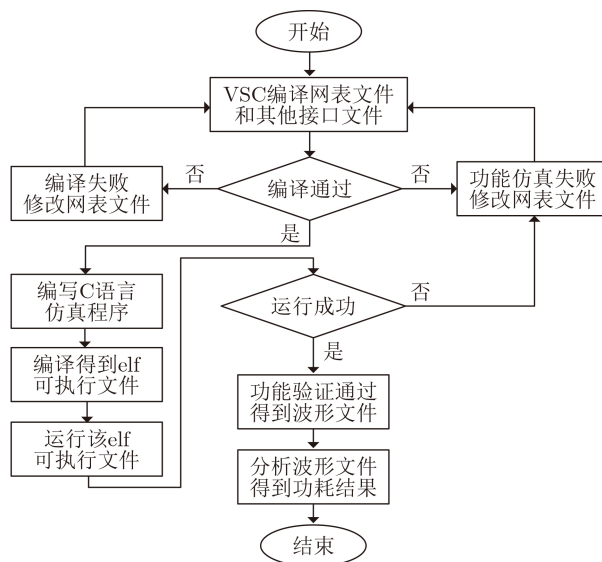 开始
VSC编译网表文件
和其他接口文件
编译失败
修改网表文件
否
编译通过
否
功能仿真失败
修改网表文件
是
编写C语言
仿真程序
运行成功
否
是
编译得到elf
可执行文件
功能验证通过
得到波形文件
运行该elf
可执行文件
分析波形文件
得到功耗结果
结束